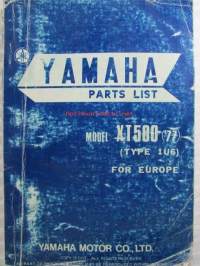 YAMAHA
PARTS LIST
MODEL XT500 ('77)
(TYPE 1U6)
FOR EUROPE
YAMAHA MOTOR CO., LTD.